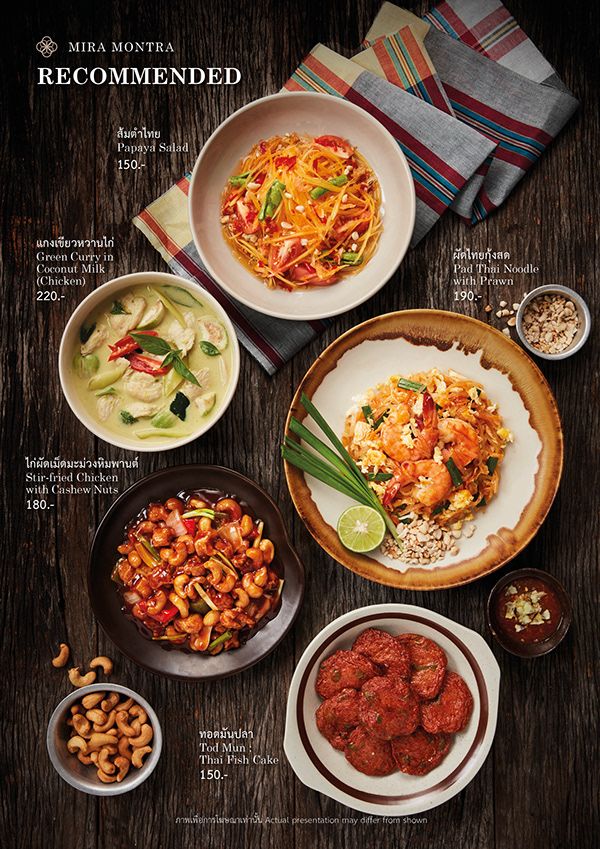 MIRA MONTRA
RECOMMENDED
ส้มตำไทย
Papaya Salad
150.-
แกงเขียวหวานไก่
Green Curry in
Coconut Milk
(Chicken)
220.-
ผัดไทยกุ้งสด
Pad Thai Noodle
with Prawn
190.-
ไก่ผัดเม็ดมะม่วงหิมพานต์
Stir-fried Chicken
with Cashew Nuts
180.-
ทอดมันปลา
Tod Mun :
Thai Fish Cake
150.-
ภาพเพื่อการโฆษณาเท่านั้น Actual presentation may differ from shown